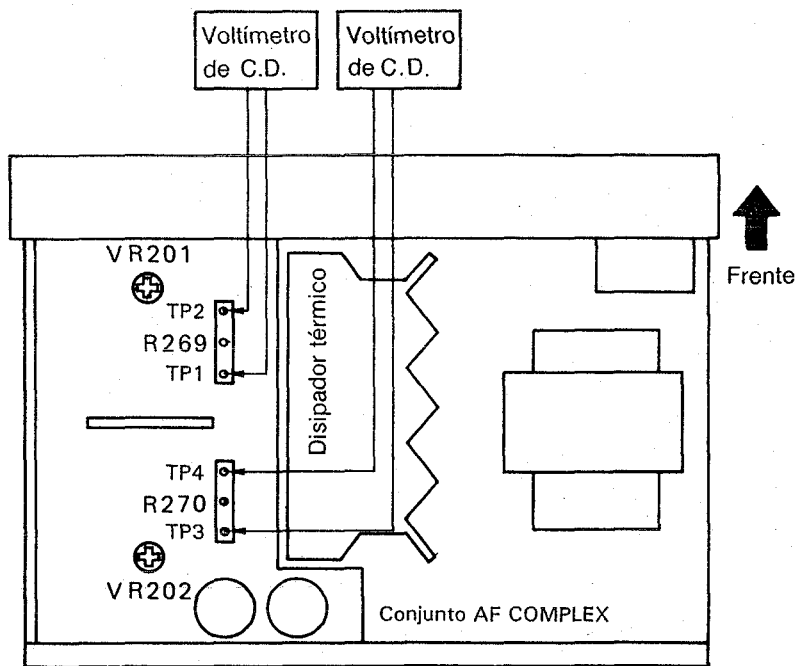 Voltímetro
de C.D.
Voltímetro
de C.D.
Frente
VR201
TP2
R269
TP1
Disipador térmico
TP4
R270
TP3
VR202
Conjunto AF COMPLEX